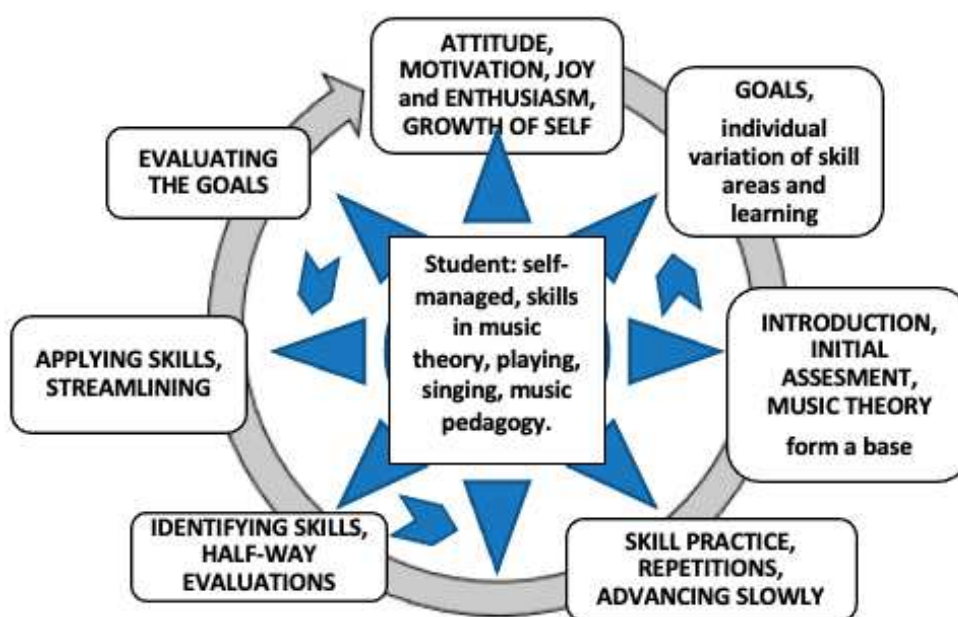 ATTITUDE,
MOTIVATION, JOY
and ENTHUSIASM,
GROWTH OF SELF
GOALS,
individual
variation of skill
areas and
learning
INTRODUCTION,
INITIAL
ASSESMENT,
MUSIC THEORY
form a base
SKILL PRACTICE,
REPETITIONS,
ADVANCING SLOWLY
IDENTIFYING SKILLS,
HALF-WAY
EVALUATIONS
APPLYING SKILLS,
STREAMLINING
EVALUATING
THE GOALS
Student: self-
managed, skills
in music
theory, playing,
singing, music
pedagogy.